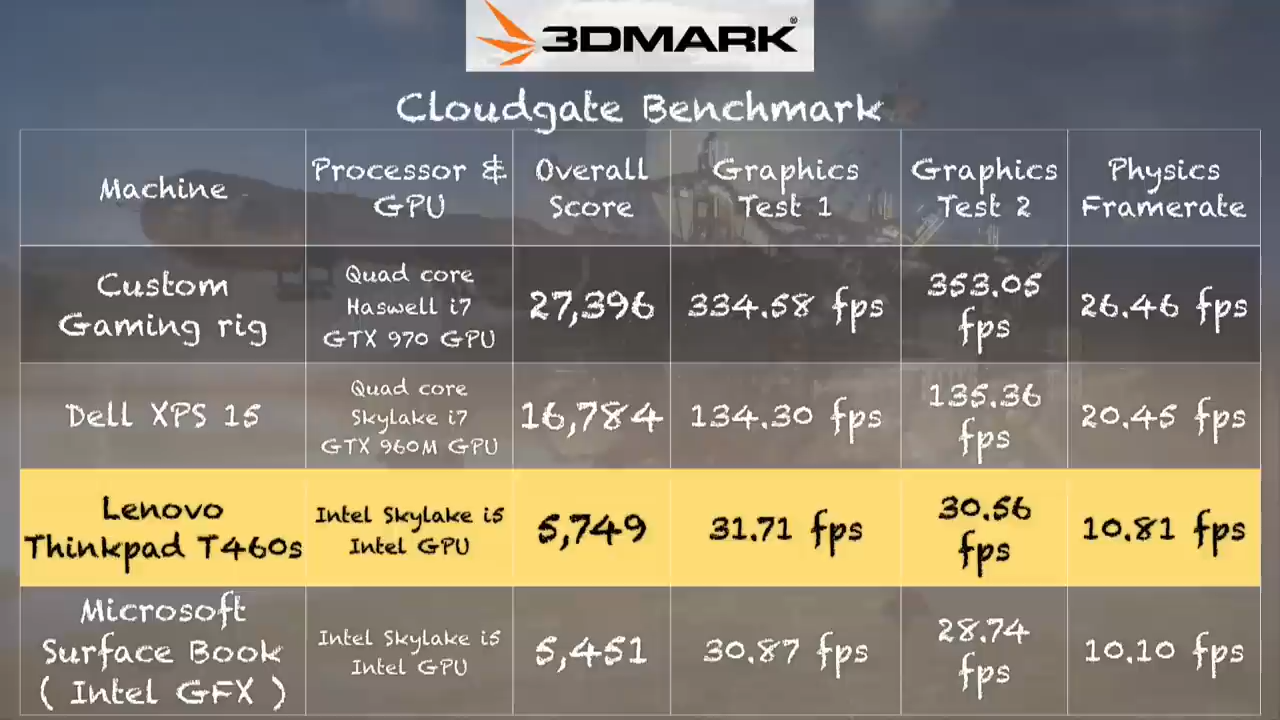 3DMARK®
Cloudgate Benchmark
Machine
Processor & GPU
Overall Score
Graphics Test 1
Graphics Test 2
Physics Framerate
Custom Gaming rig
Quad core
Haswell i7
GTX 970 GPU
27,396
334.58 fps
353.05 fps
26.46 fps
Dell XPS 15
Quad core
Skylake i7
GTX 960M GPU
16,784
134.30 fps
135.36 fps
20.45 fps
Lenovo Thinkpad T460s
Intel Skylake i5
Intel GPU
5,749
31.71 fps
30.56 fps
10.81 fps
Microsoft Surface Book ( Intel GFX )
Intel Skylake i5
Intel GPU
5,451
30.87 fps
28.74 fps
10.10 fps